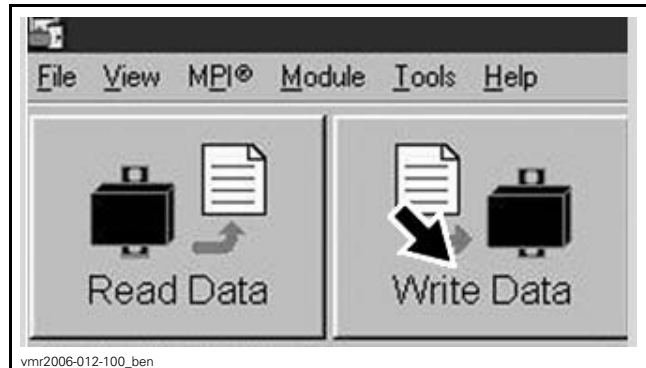 File View MPI® Module Tools Help
Read Data Write Data
vmr2006-012-100_ben